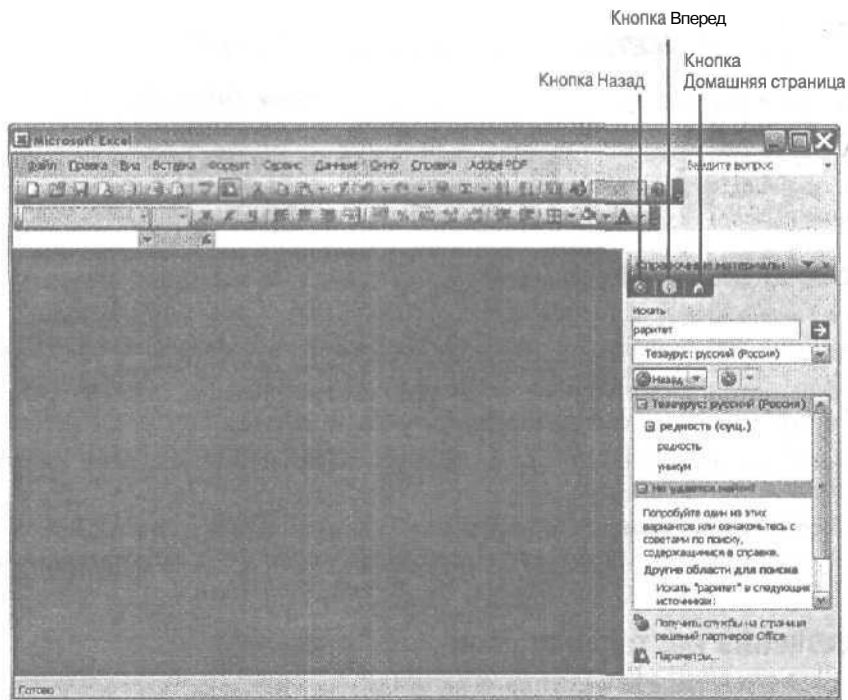 Кнопка Вперед
Кнопка
Домашняя страница
Кнопка Назад
Microsoft Excel
Файл Правка Вид Вставка Формат Сервис Данные Окно Справка Adobe PDF
Введите вопрос
Справочные материалы
Искать:
раритет
Тезаурус: русский (Россия)
Назад
Тезаурус: русский (Россия)
редкость (сущ.)
редкость
уникум
Не удается найти?
Попробуйте один из этих
вариантов или ознакомьтесь с
советами по поиску,
содержащимися в справке.
Другие области для поиска
Искать "раритет" в следующих
источниках:
Получить службы на странице
решений партнеров Office
Параметры...
Готово